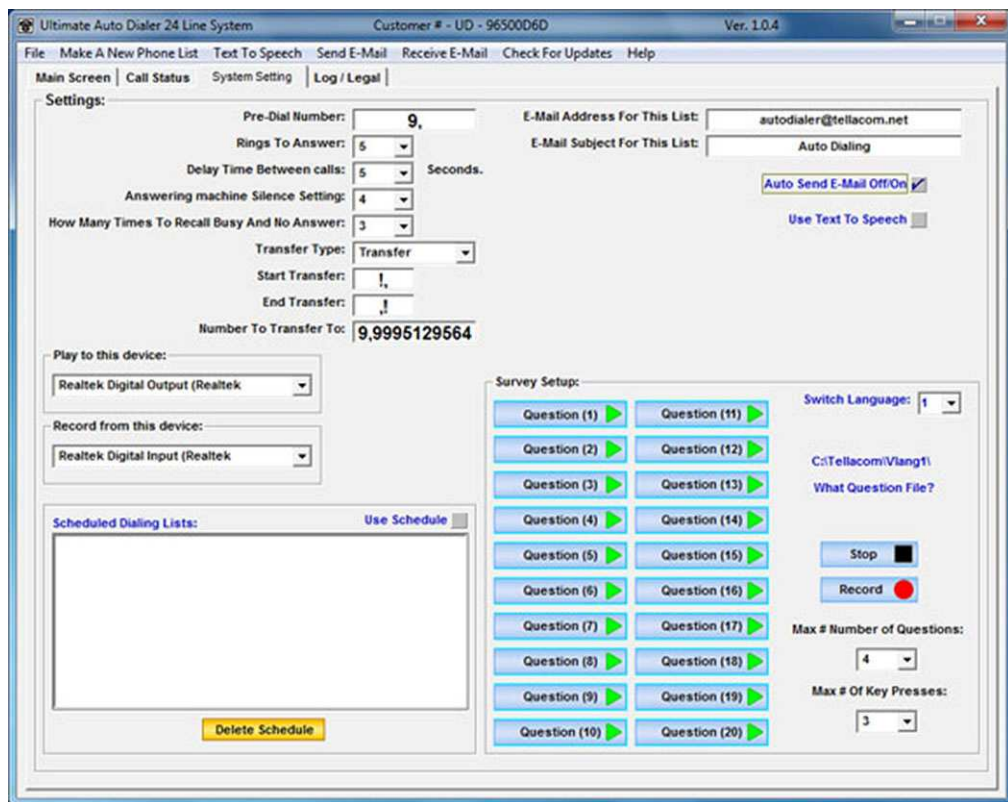 Ultimate Auto Dialer 24 Line System Customer # - UD - 96500D6D Ver. 1.0.4
File Make A New Phone List Text To Speech Send E-Mail Receive E-Mail Check For Updates Help
Main Screen Call Status System Setting Log / Legal
Settings:
Pre-Dial Number: 9,
Rings To Answer: 5
Delay Time Between calls: 5 Seconds.
Answering machine Silence Setting: 4
How Many Times To Recall Busy And No Answer: 3
Transfer Type: Transfer
Start Transfer: !,
End Transfer: ,!
Number To Transfer To: 9,9995129564
E-Mail Address For This List: autodialer@tellacom.net
E-Mail Subject For This List: Auto Dialing
Auto Send E-Mail Off/On
Use Text To Speech
Play to this device:
Realtek Digital Output (Realtek
Record from this device:
Realtek Digital Input (Realtek
Scheduled Dialing Lists: Use Schedule
Delete Schedule
Survey Setup:
Question (1) Question (11)
Question (2) Question (12)
Question (3) Question (13)
Question (4) Question (14)
Question (5) Question (15)
Question (6) Question (16)
Question (7) Question (17)
Question (8) Question (18)
Question (9) Question (19)
Question (10) Question (20)
Switch Language: 1
C:\Tellacom\Vlang1\
What Question File?
Stop
Record
Max # Number of Questions:
4
Max # Of Key Presses:
3